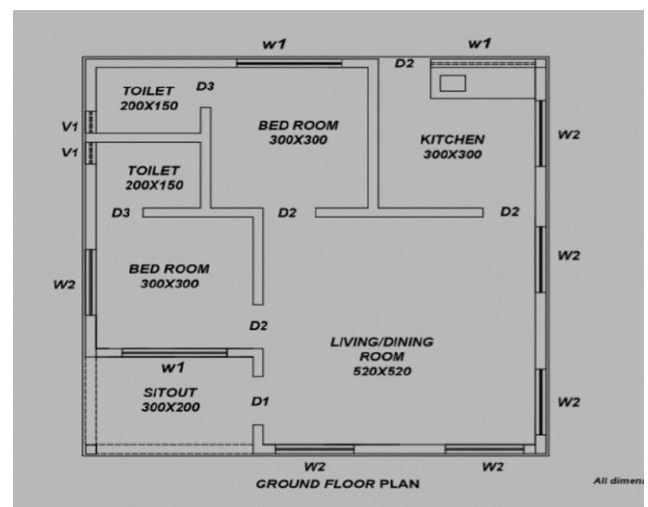 w1
w1
D2
TOILET
200X150
D3
V1
BED ROOM
300X300
KITCHEN
300X300
W2
V1
TOILET
200X150
D3
D2
D2
BED ROOM
300X300
W2
W2
D2
LIVING/DINING
ROOM
520X520
w1
SITOUT
300X200
D1
W2
W2
W2
GROUND FLOOR PLAN
All dimen